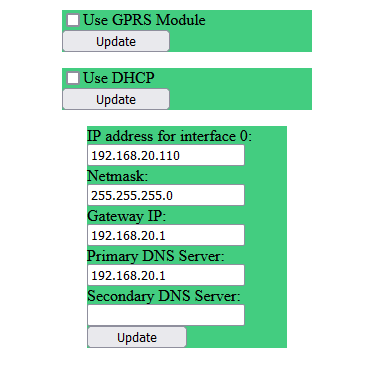 Use GPRS Module
Update
Use DHCP
Update
IP address for interface 0:
192.168.20.110
Netmask:
255.255.255.0
Gateway IP:
192.168.20.1
Primary DNS Server:
192.168.20.1
Secondary DNS Server:
Update